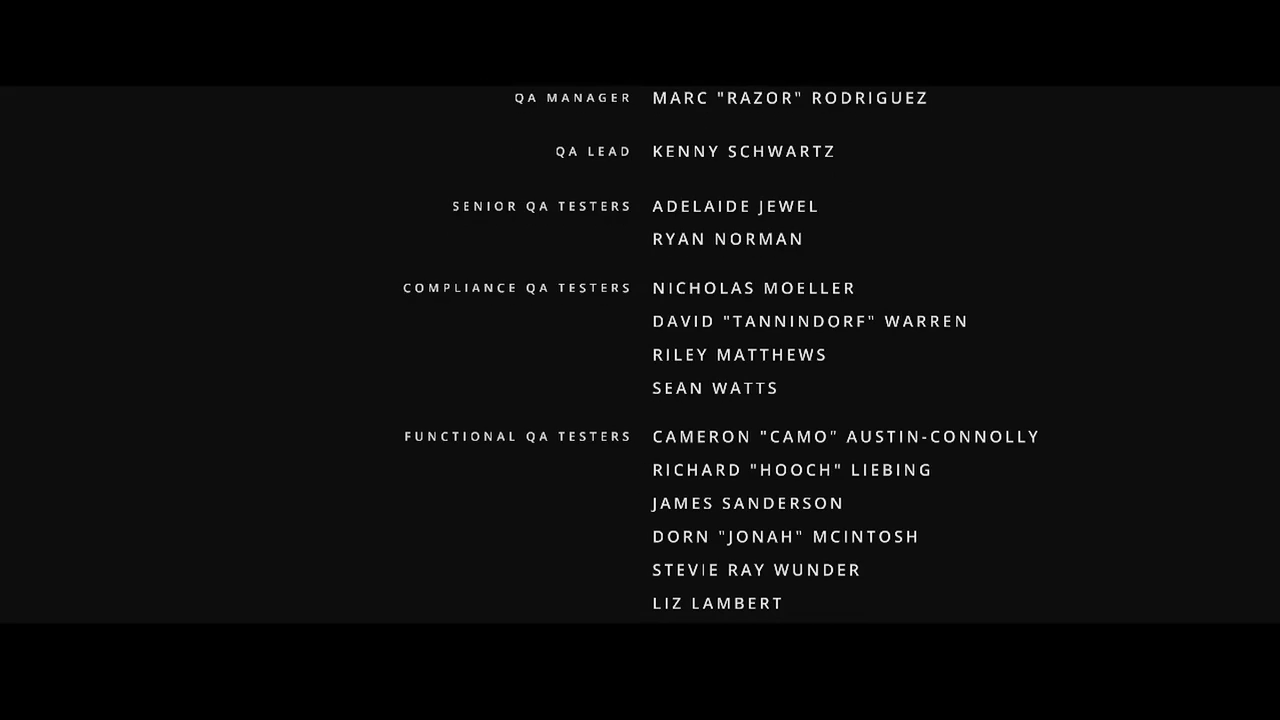 QA MANAGER MARC "RAZOR" RODRIGUEZ
QA LEAD KENNY SCHWARTZ
SENIOR QA TESTERS ADELAIDE JEWEL
RYAN NORMAN
COMPLIANCE QA TESTERS NICHOLAS MOELLER
DAVID "TANNINDORF" WARREN
RILEY MATTHEWS
SEAN WATTS
FUNCTIONAL QA TESTERS CAMERON "CAMO" AUSTIN-CONNOLLY
RICHARD "HOOCH" LIEBING
JAMES SANDERSON
DORN "JONAH" MCINTOSH
STEVIE RAY WUNDER
LIZ LAMBERT